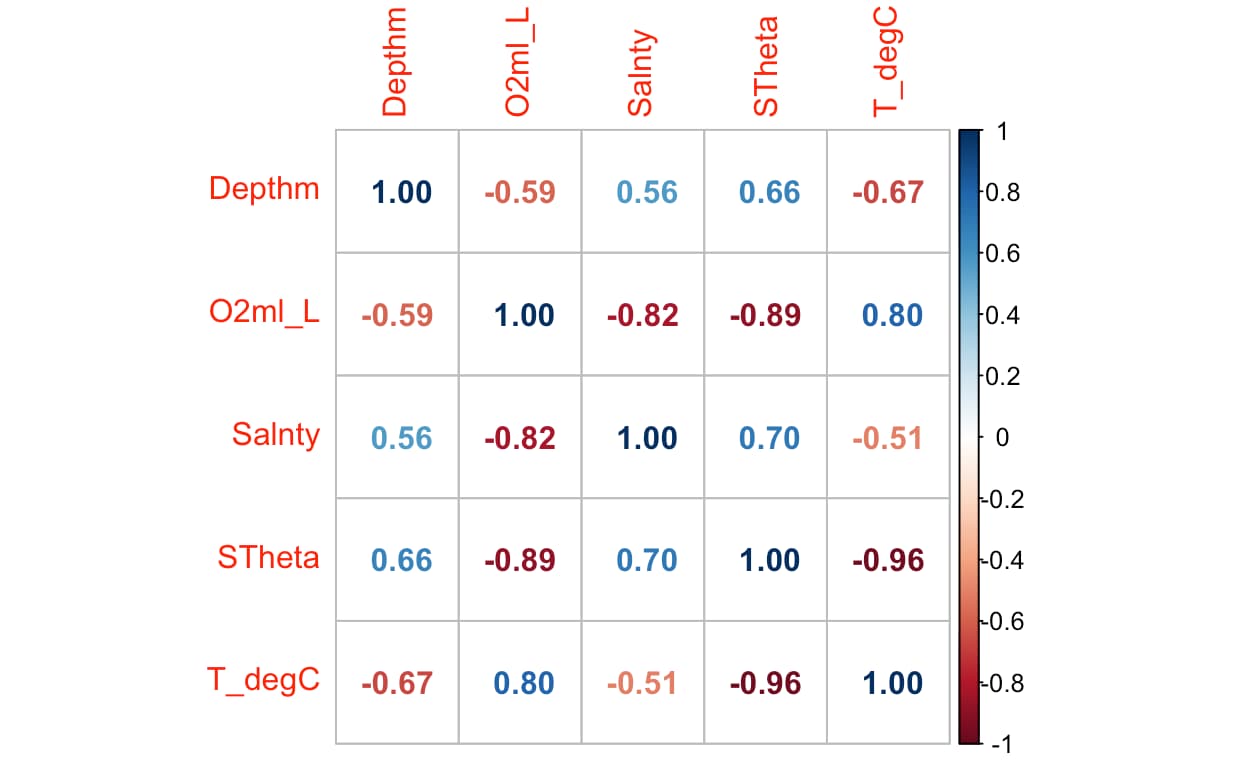 Depthm O2ml_L Salnty STheta T_degC
Depthm 1.00 -0.59 0.56 0.66 -0.67
O2ml_L -0.59 1.00 -0.82 -0.89 0.80
Salnty 0.56 -0.82 1.00 0.70 -0.51
STheta 0.66 -0.89 0.70 1.00 -0.96
T_degC -0.67 0.80 -0.51 -0.96 1.00
1
0.8
0.6
0.4
0.2
0
-0.2
-0.4
-0.6
-0.8
-1